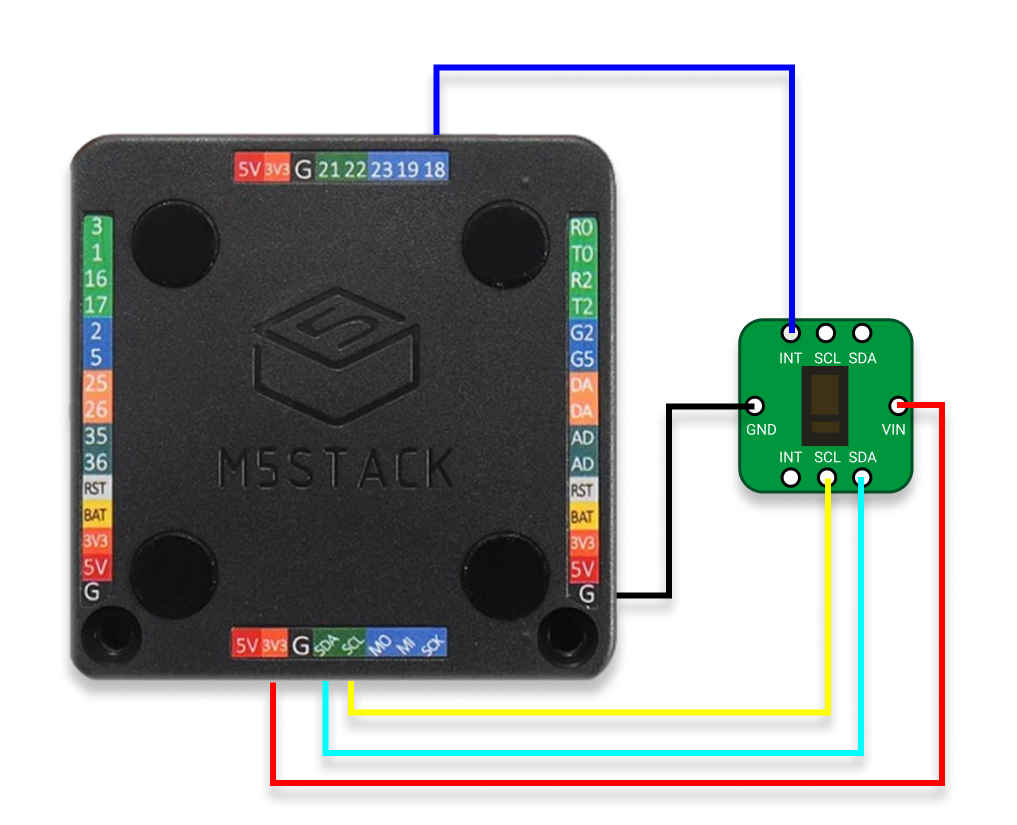 5V 3V3 G 21 22 23 19 18
3
1
16
17
2
5
25
26
35
36
RST
BAT
3V3
5V
G
R0
T0
R2
T2
G2
G5
DA
DA
AD
AD
RST
BAT
3V3
5V
G
M5STACK
5V 3V3 G SDA SCL MO MI SCK
INT SCL SDA
GND
VIN
INT SCL SDA